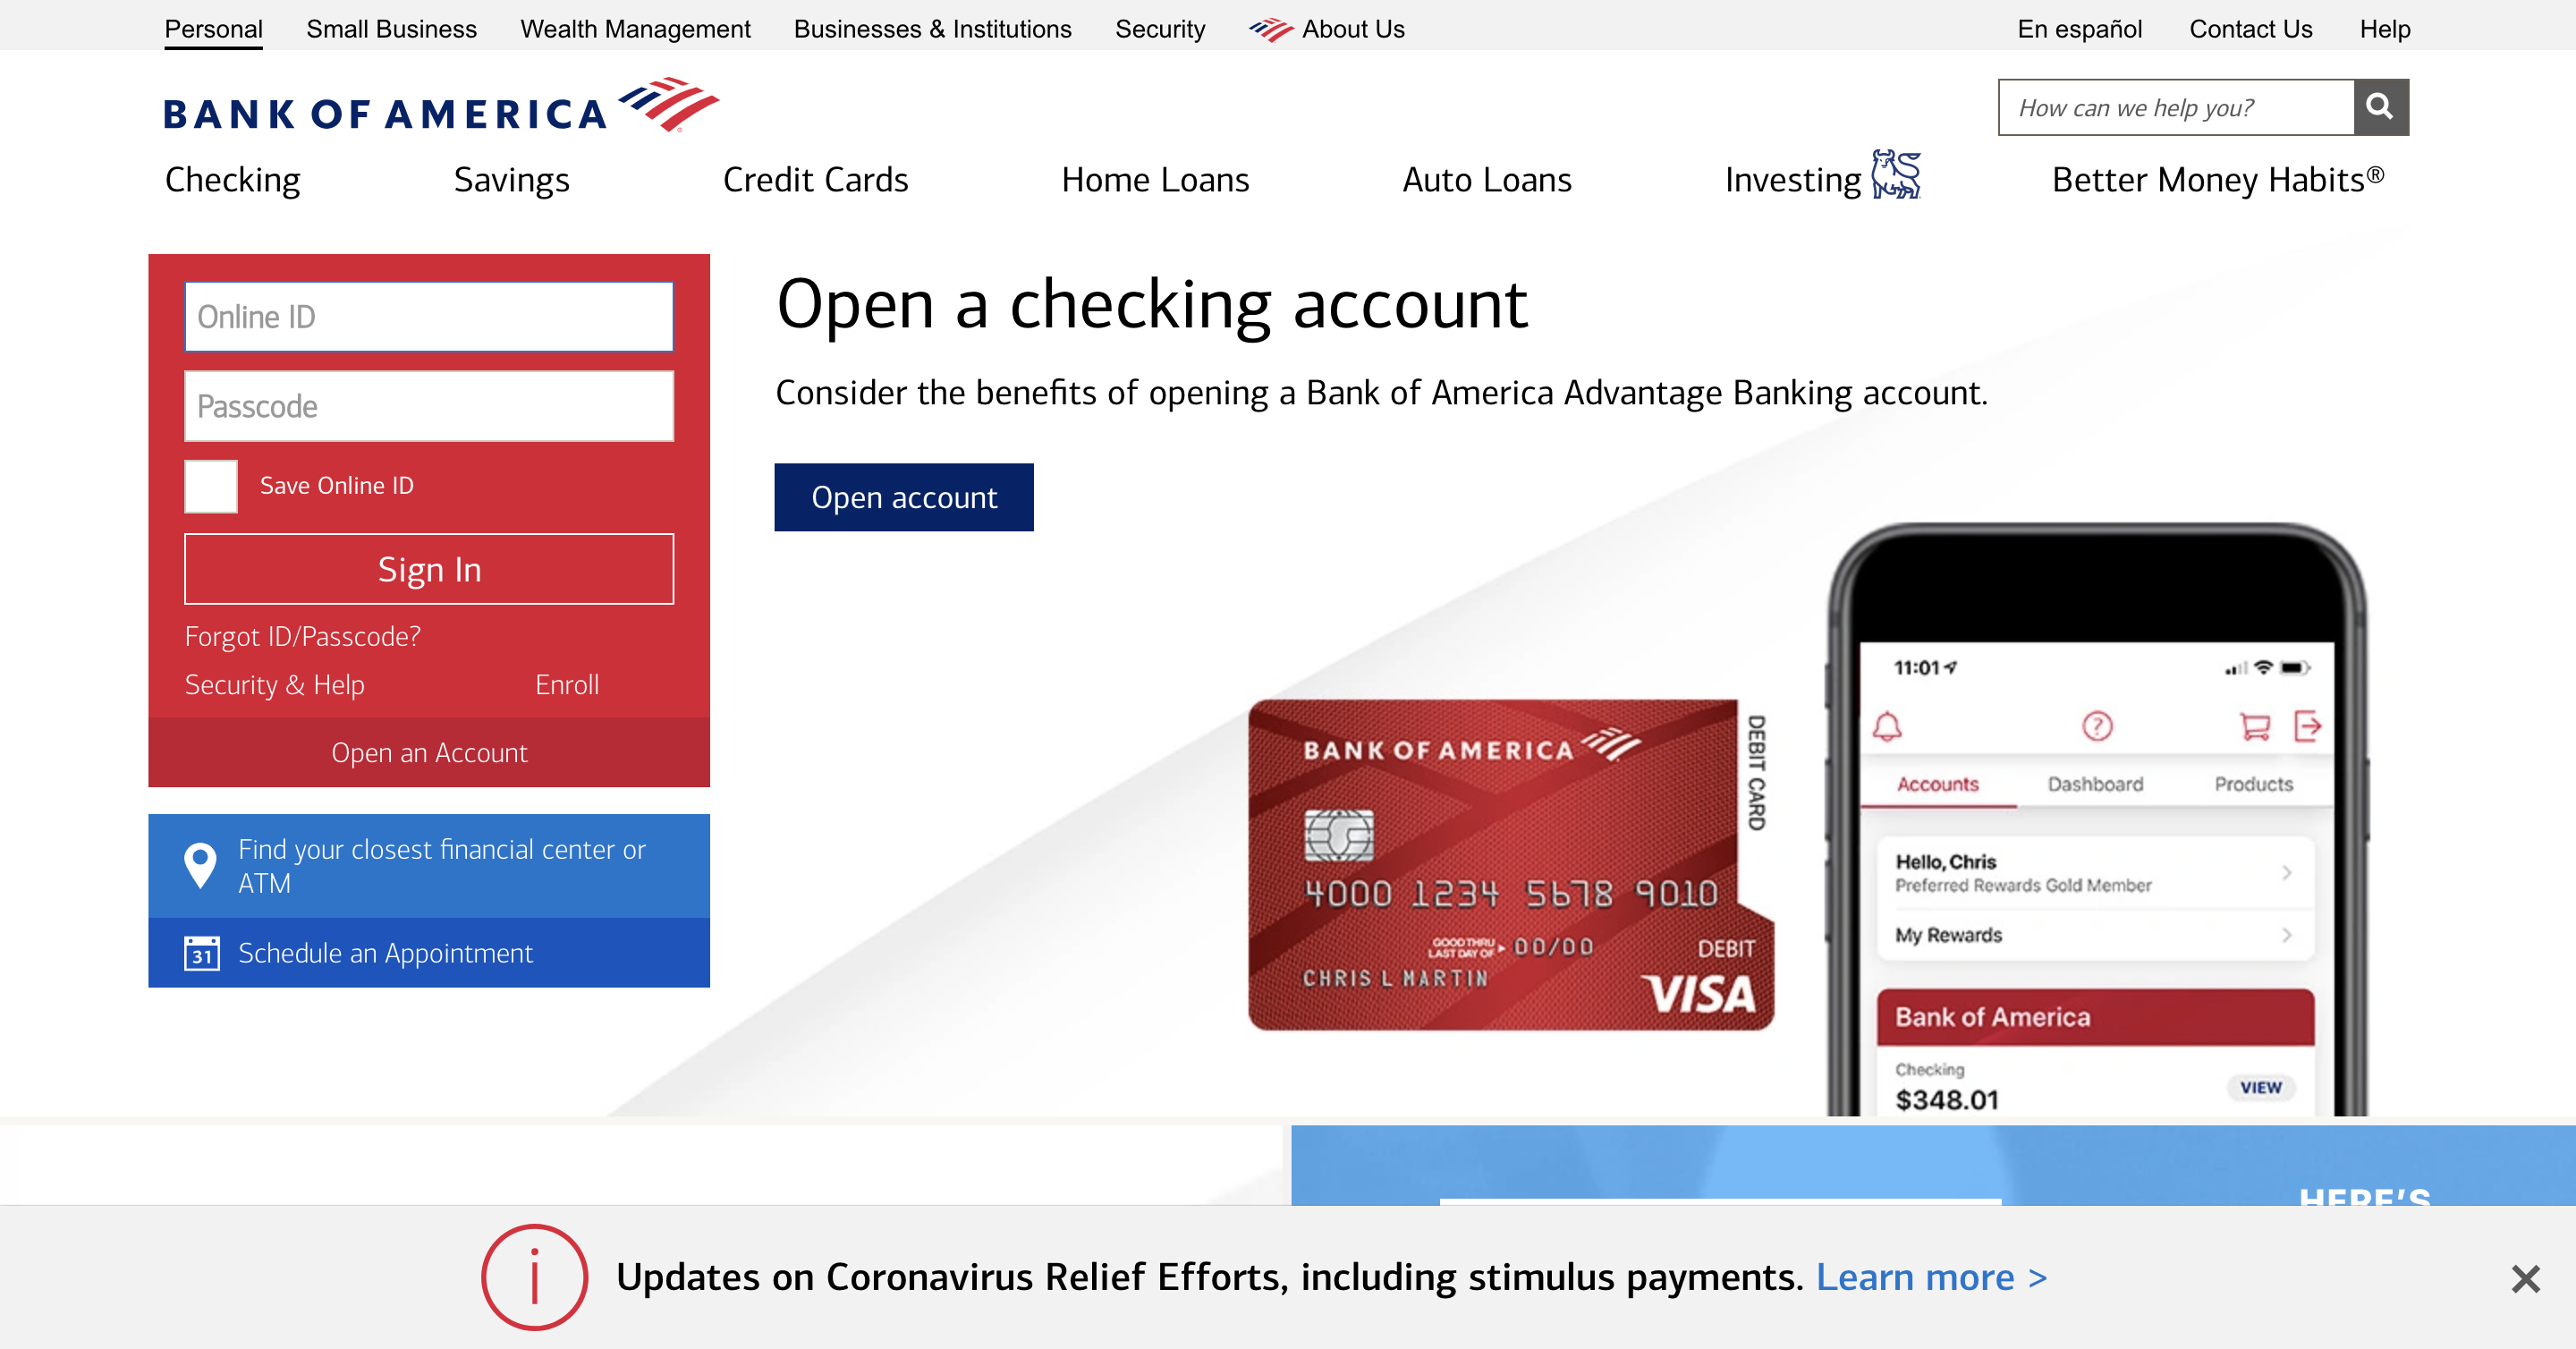 Personal Small Business Wealth Management Businesses & Institutions Security About Us En español Contact Us Help
BANK OF AMERICA
How can we help you?
Checking Savings Credit Cards Home Loans Auto Loans Investing Better Money Habits®
Online ID
Passcode
Save Online ID
Sign In
Forgot ID/Passcode?
Security & Help Enroll
Open an Account
Find your closest financial center or
ATM
31 Schedule an Appointment
Open a checking account
Consider the benefits of opening a Bank of America Advantage Banking account.
Open account
BANK OF AMERICA
DEBIT CARD
4000 1234 5678 9010
GOOD THRU
LAST DAY OF 00/00
DEBIT
CHRIS L MARTIN
VISA
11:01
?
Accounts Dashboard Products
Hello, Chris
Preferred Rewards Gold Member
My Rewards
Bank of America
Checking
$348.01
VIEW
HERE'S
i Updates on Coronavirus Relief Efforts, including stimulus payments. Learn more >